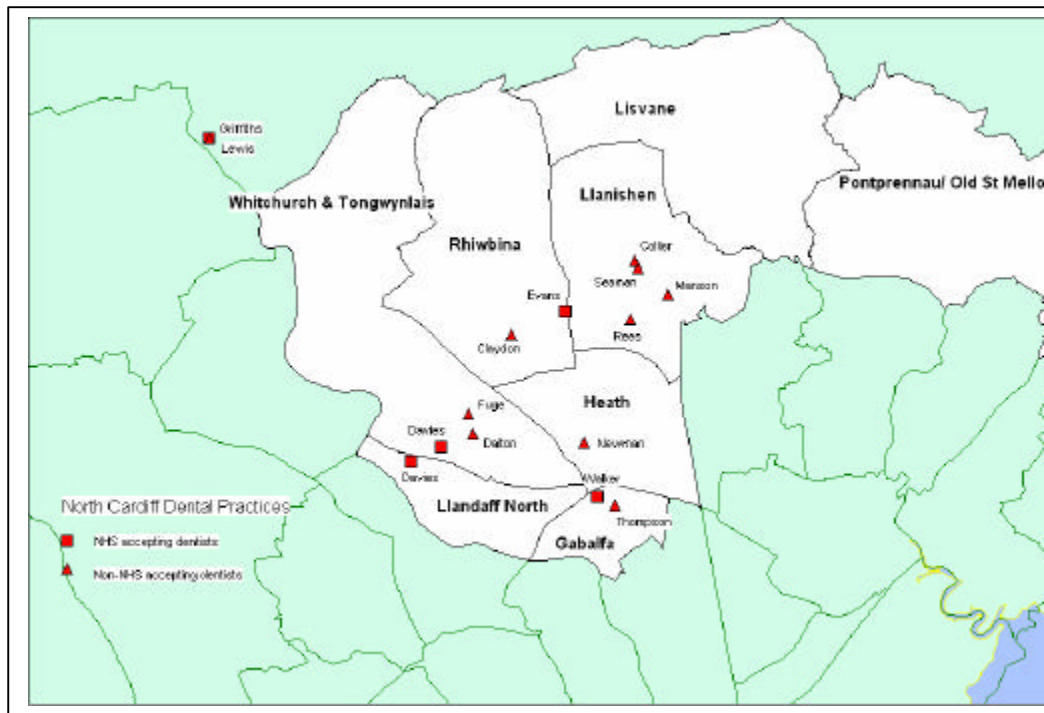 Lisvane
Griffiths
Lewis
Pontprennau/ Old St Mello
Whitchurch & Tongwynlais
Llanishen
Rhiwbina
Collier
Seaman
Manson
Evans
Rees
Claydon
Heath
Fuge
Davies
Dalton
Newman
Davies
Walker
Llandaff North
Thompson
Gabalfa
North Cardiff Dental Practices
NHS accepting dentists
Non-NHS accepting dentists